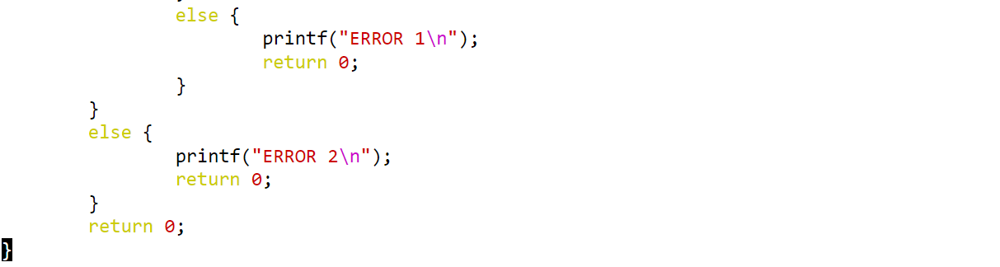 else {
printf("ERROR 1\n");
return 0;
}
}
else {
printf("ERROR 2\n");
return 0;
}
return 0;
}